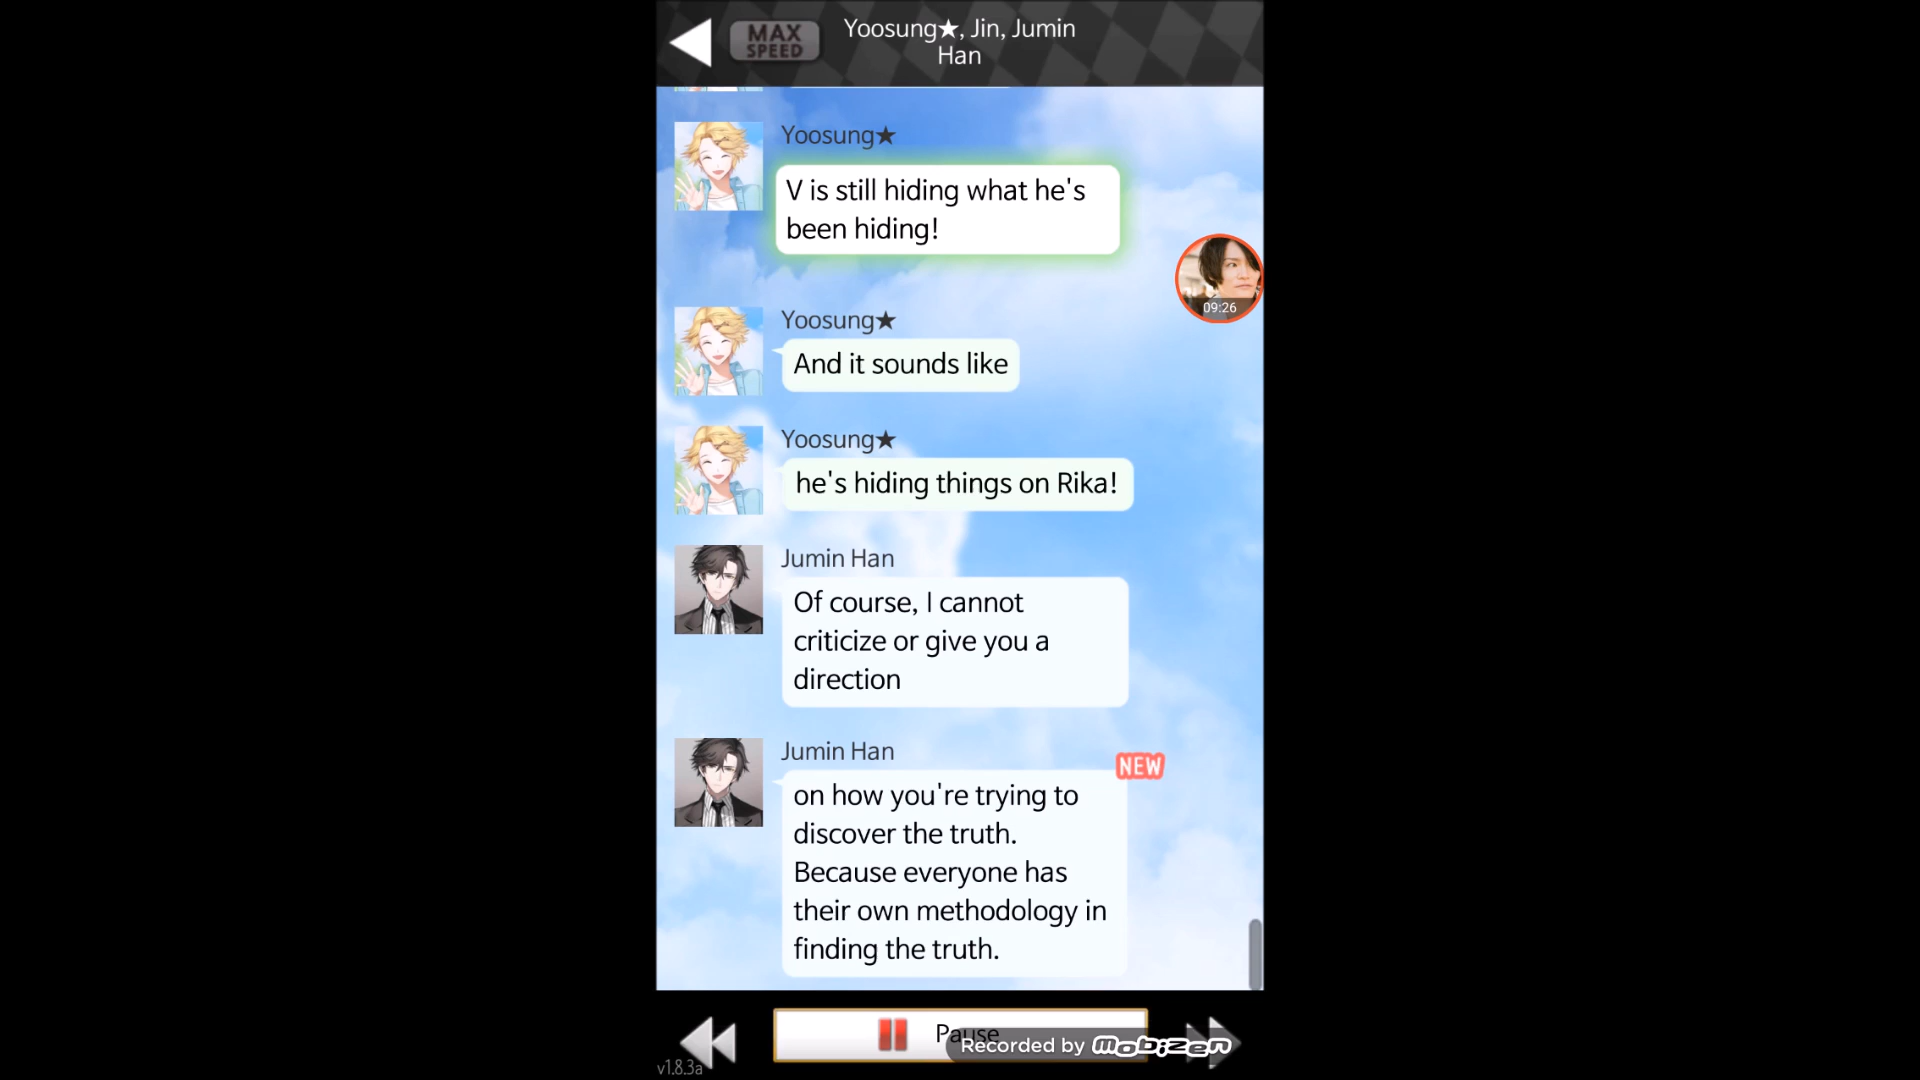 MAX
SPEED
Yoosung★, Jin, Jumin
Han
Yoosung★
V is still hiding what he's
been hiding!
09:26
Yoosung★
And it sounds like
Yoosung★
he's hiding things on Rika!
Jumin Han
Of course, I cannot
criticize or give you a
direction
Jumin Han
NEW
on how you're trying to
discover the truth.
Because everyone has
their own methodology in
finding the truth.
Pause
Recorded by Mobizen
v1.8.3a